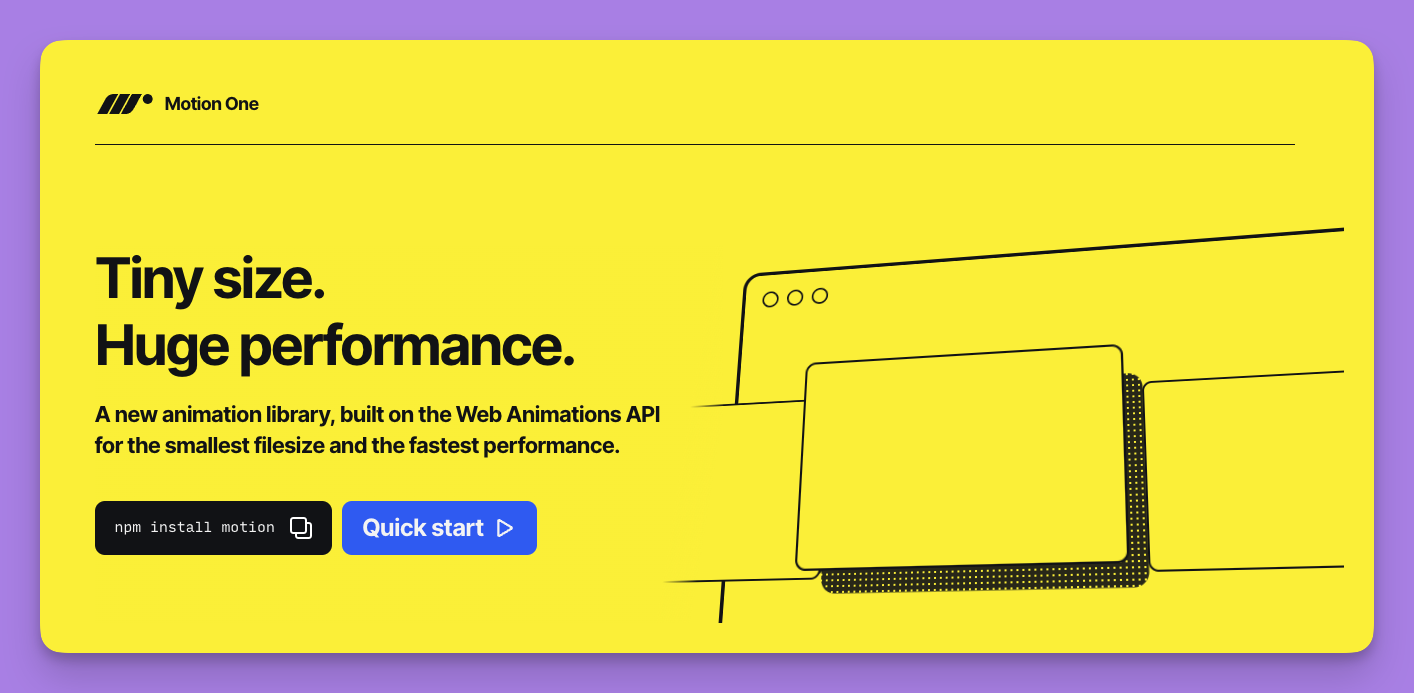 Motion One
Tiny size.
Huge performance.
A new animation library, built on the Web Animations API
for the smallest filesize and the fastest performance.
npm install motion
Quick start